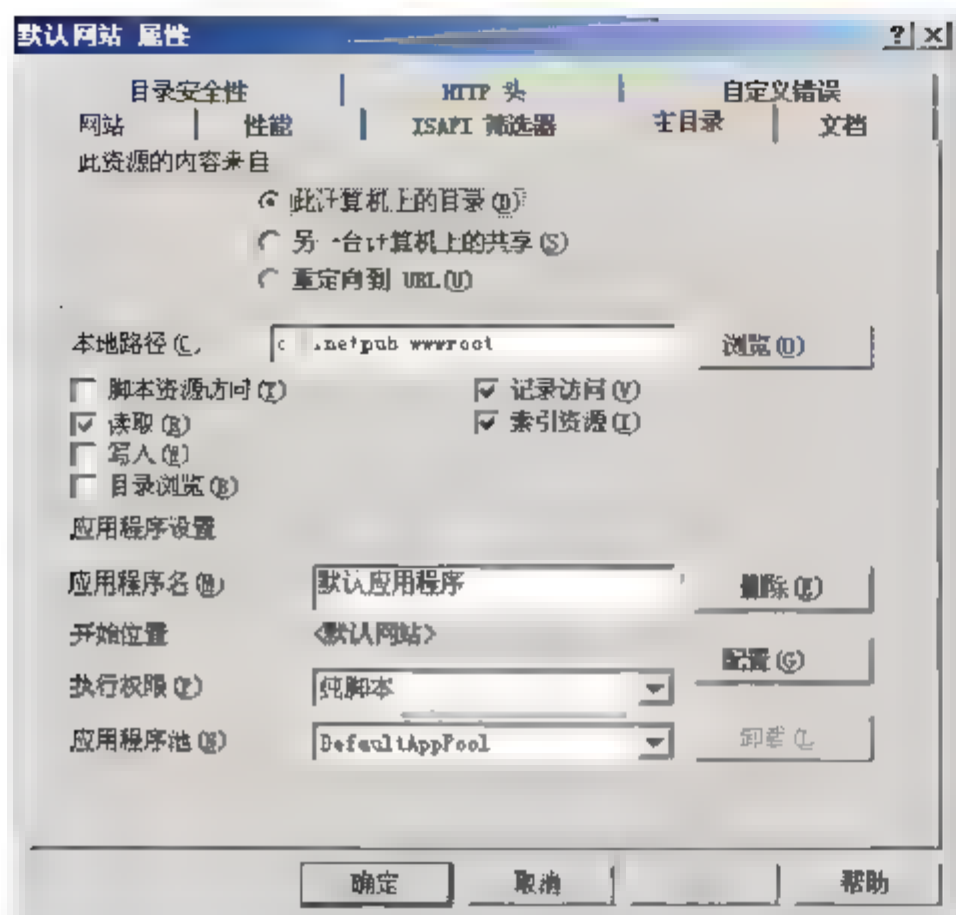 默认网站 属性 ? ×
目录安全性 HTTP 头 自定义错误
网站 性能 ISAPI 筛选器 主目录 文档
此资源的内容来自
此计算机上的目录(D)
另一台计算机上的共享(S)
重定向到 URL(U)
本地路径(C) netpub wwwroot 浏览(O)
脚本资源访问(T) 记录访问(V)
读取(R) 索引资源(I)
写入(W)
目录浏览(B)
应用程序设置
应用程序名(M) 默认应用程序 删除(E)
开始位置 <默认网站>
配置(G)
执行权限(P) 纯脚本
应用程序池(N) DefaultAppPool 卸载(L
确定 取消 帮助